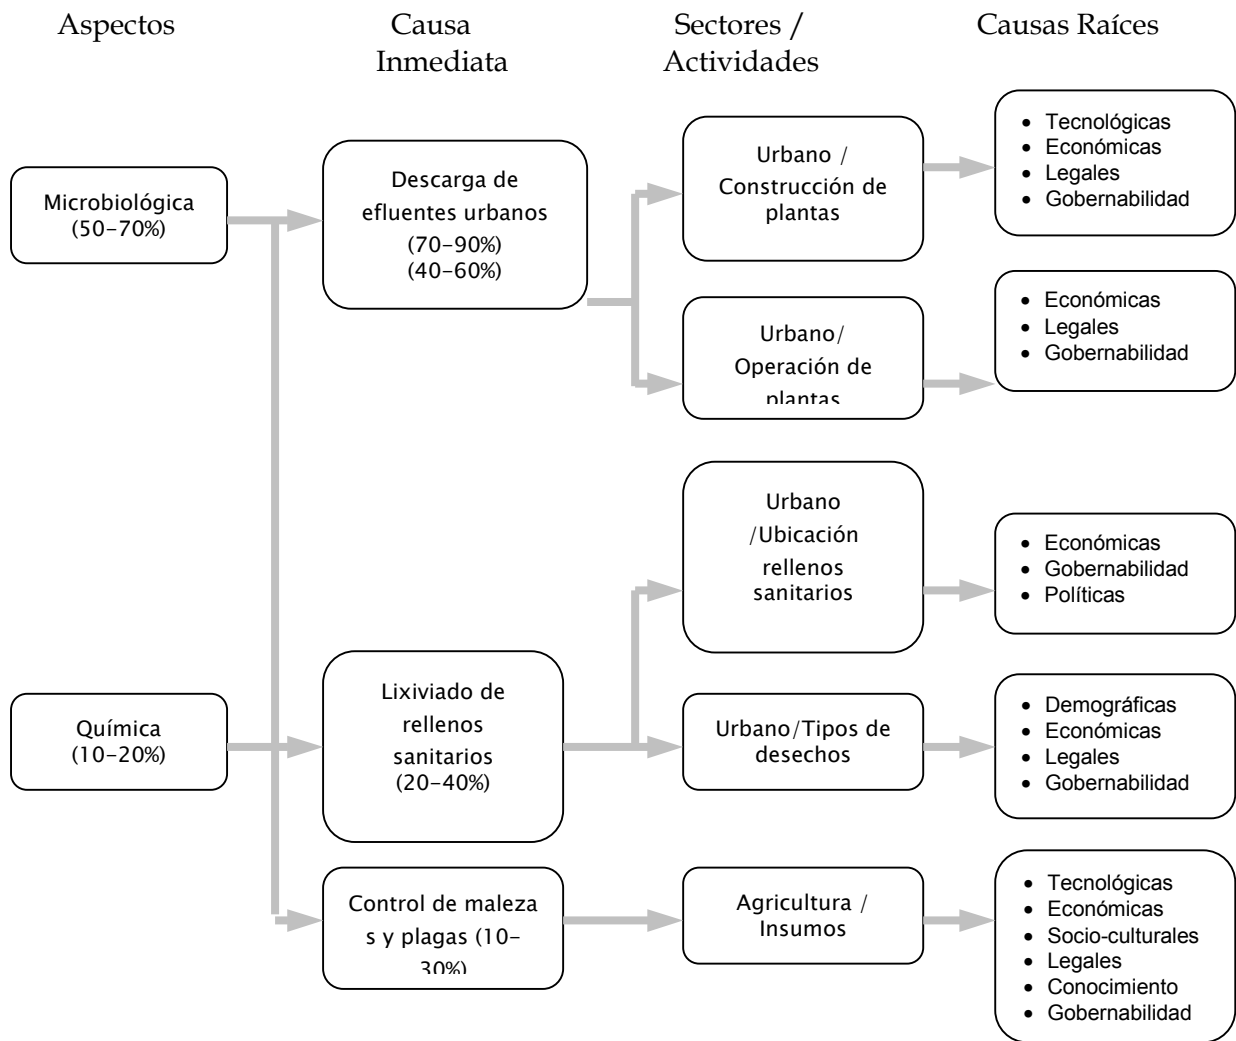 Aspectos
Causa
Inmediata
Sectores /
Actividades
Causas Raíces
Microbiológica
(50-70%)
Descarga de
efluentes urbanos
(70-90%)
(40-60%)
Urbano /
Construcción de
plantas
• Tecnológicas
• Económicas
• Legales
• Gobernabilidad
Urbano/
Operación de
plantas
• Económicas
• Legales
• Gobernabilidad
Urbano
/Ubicación
rellenos
sanitarios
• Económicas
• Gobernabilidad
• Políticas
Química
(10-20%)
Lixiviado de
rellenos
sanitarios
(20-40%)
Urbano/Tipos de
desechos
• Demográficas
• Económicas
• Legales
• Gobernabilidad
Control de maleza
s y plagas (10-
30%)
Agricultura /
Insumos
• Tecnológicas
• Económicas
• Socio-culturales
• Legales
• Conocimiento
• Gobernabilidad